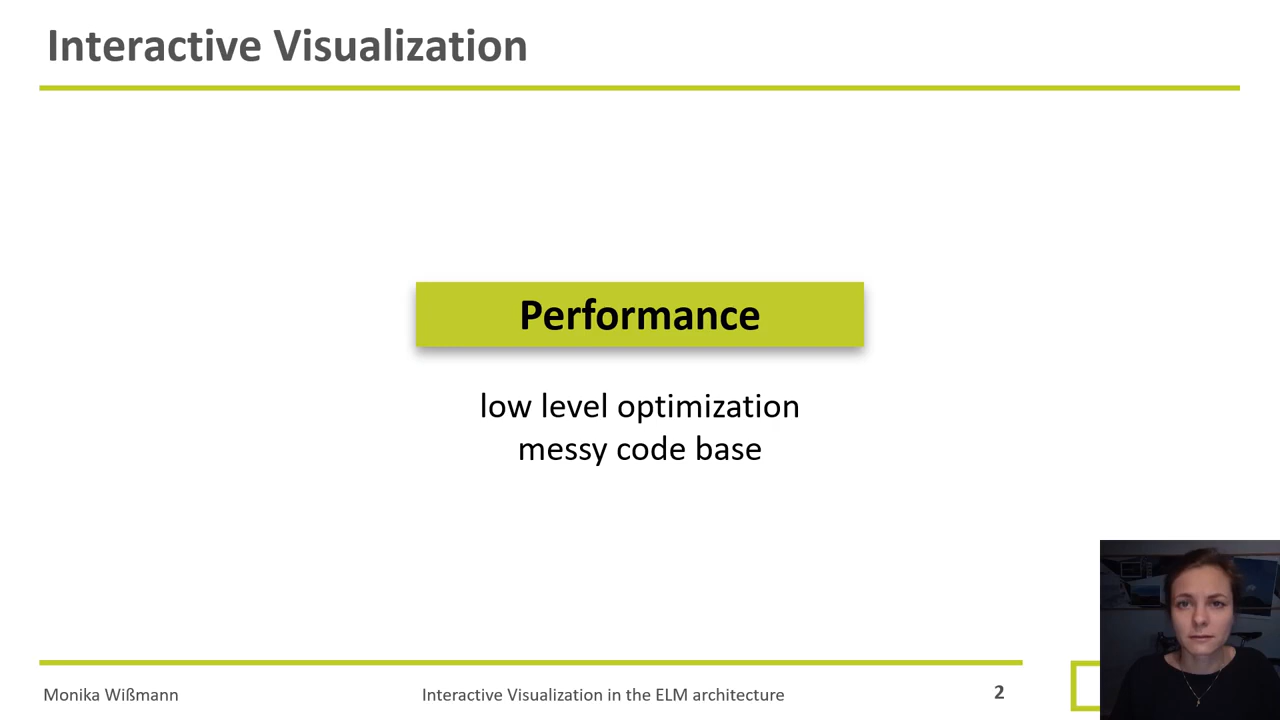 Interactive Visualization
Performance
low level optimization
messy code base
Monika Wißmann
Interactive Visualization in the ELM architecture
2